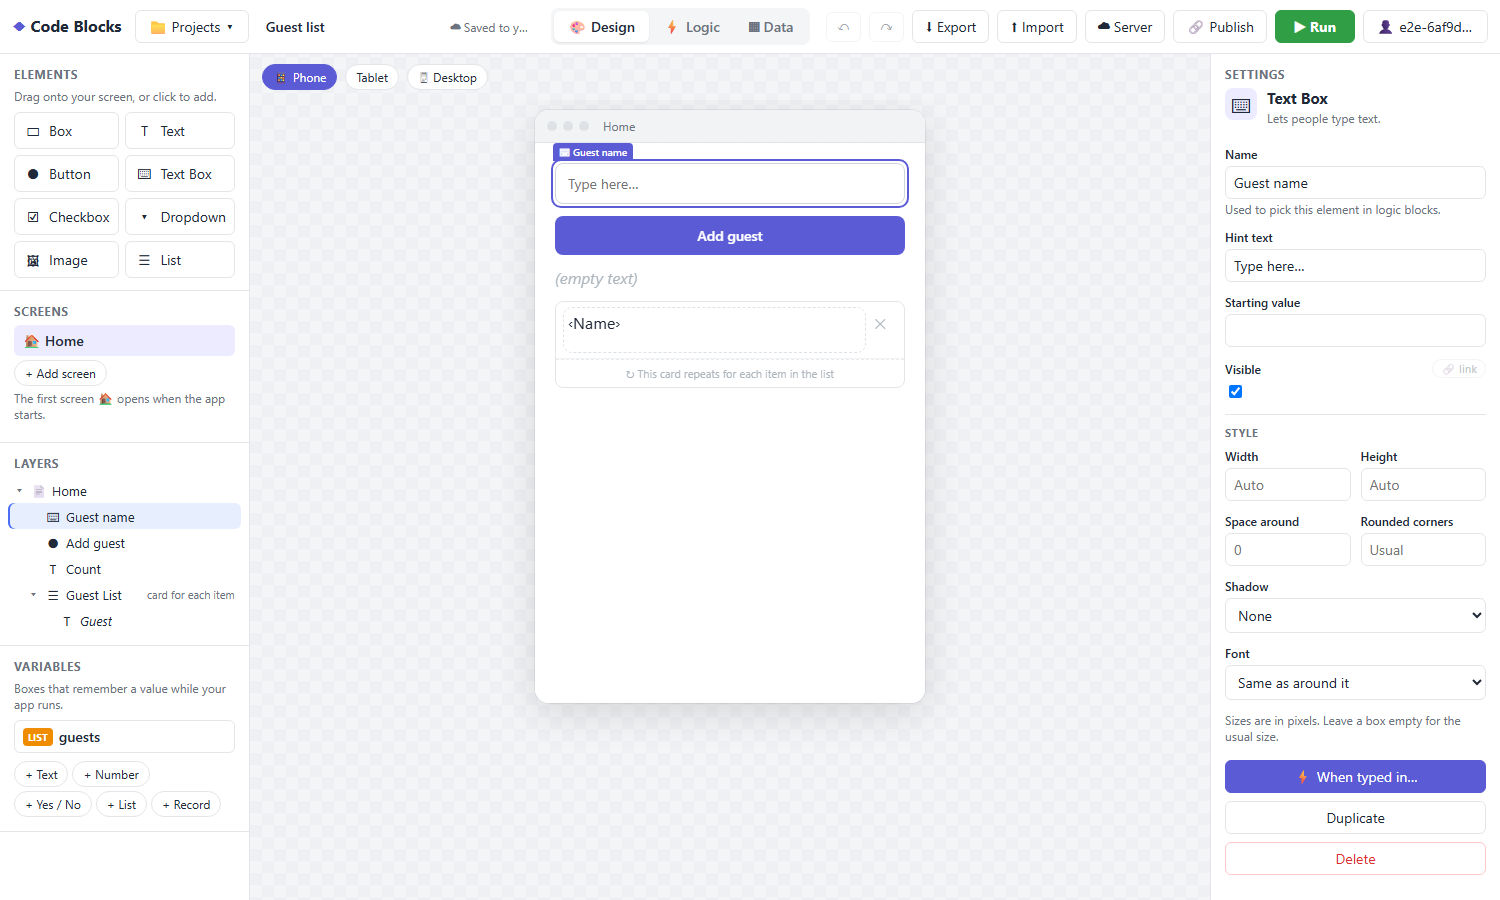 Code Blocks
Projects ▾
Guest list
Saved to y...
Design
Logic
Data
Export
Import
Server
Publish
Run
e2e-6af9d...
ELEMENTS
Drag onto your screen, or click to add.
Box
Text
Button
Text Box
Checkbox
Dropdown
Image
List
SCREENS
Home
+ Add screen
The first screen 🏠 opens when the app
starts.
LAYERS
Home
Guest name
Add guest
Count
Guest List
card for each item
Guest
VARIABLES
Boxes that remember a value while your
app runs.
LIST guests
+ Text
+ Number
+ Yes / No
+ List
+ Record
Phone
Tablet
Desktop
Home
Guest name
Type here...
Add guest
(empty text)
‹Name›
↻ This card repeats for each item in the list
SETTINGS
Text Box
Lets people type text.
Name
Guest name
Used to pick this element in logic blocks.
Hint text
Type here...
Starting value
Visible
link
STYLE
Width
Height
Auto
Auto
Space around
Rounded corners
0
Usual
Shadow
None
Font
Same as around it
Sizes are in pixels. Leave a box empty for the
usual size.
When typed in...
Duplicate
Delete